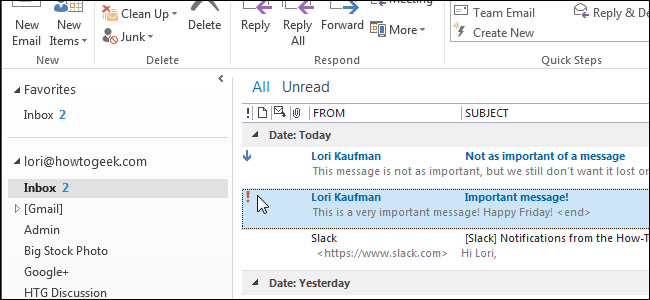 New Email
New Items
Clean Up
Junk
Delete
Reply
Reply All
Forward
More
Team Email
Create New
Reply & De
New
Delete
Respond
Quick Steps
Favorites
Inbox 2
lori@howtogeek.com
Inbox 2
[Gmail]
Admin
Big Stock Photo
Google+
HTG Discussion
All Unread
! FROM SUBJECT
Date: Today
Lori Kaufman Not as important of a message
This message is not as important, but we still don't want it lost or
! Lori Kaufman Important message!
This is a very important message! Happy Friday! <end>
Slack [Slack] Notifications from the How-T
<https://www.slack.com> Hi Lori,
Date: Yesterday